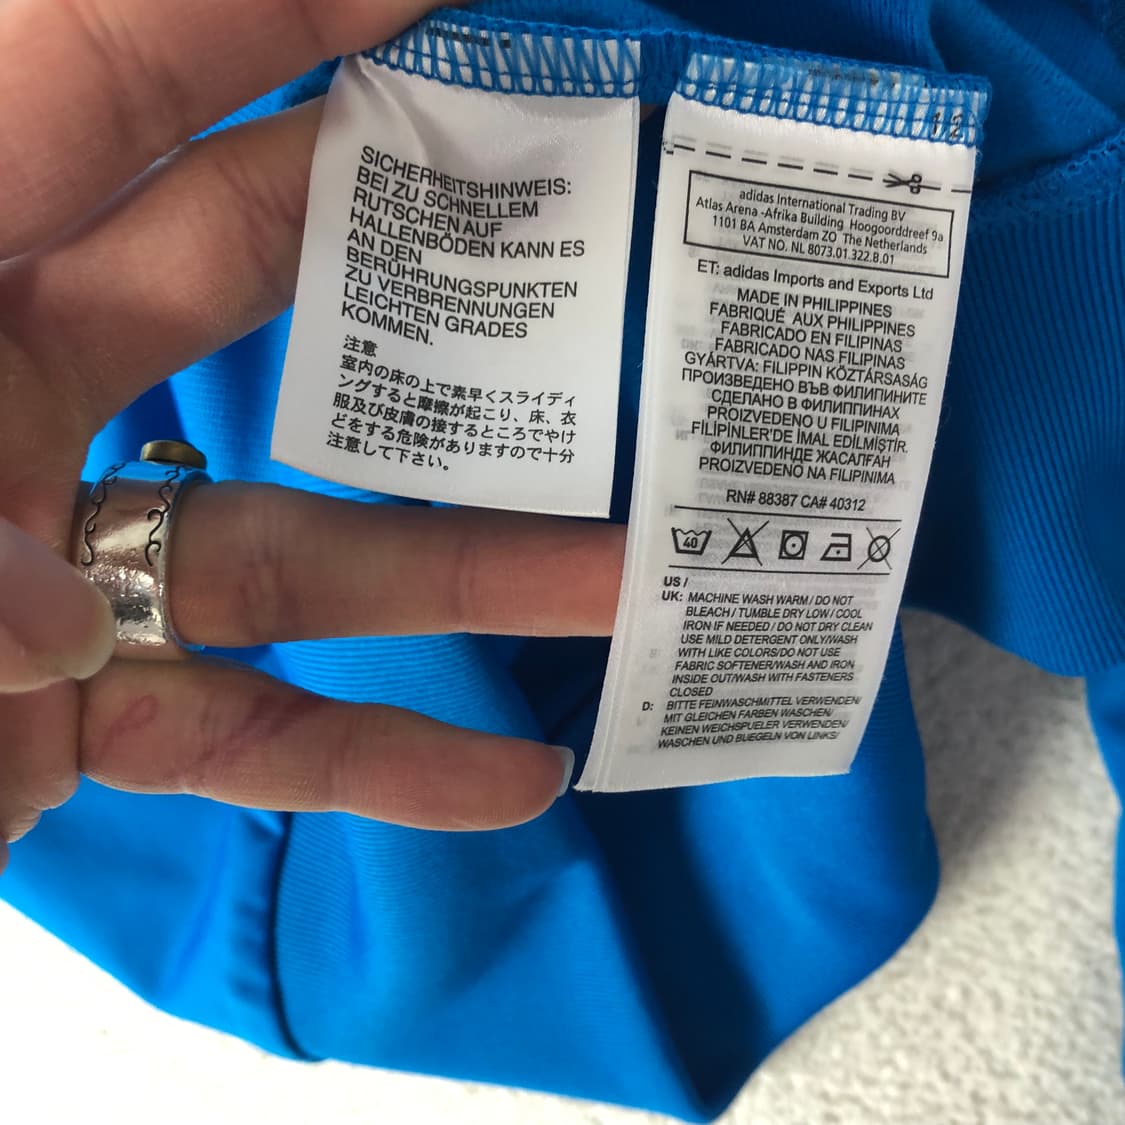 SICHERHEITSHINWEIS:
BEI ZU SCHNELLEM
RUTSCHEN AUF
HALLENBÖDEN KANN ES
AN DEN
BERÜHRUNGSPUNKTEN
ZU VERBRENNUNGEN
LEICHTEN GRADES
KOMMEN.
注意
室内の床の上で素早くスライディ
ングすると摩擦が起こり、床、衣
服及び皮膚の接するところでやけ
どをする危険がありますので十分
注意して下さい。
12
adidas International Trading BV
Atlas Arena -Afrika Building Hoogoorddreef 9a
1101 BA Amsterdam ZO The Netherlands
VAT NO. NL 8073.01.322.B.01
ET: adidas Imports and Exports Ltd
MADE IN PHILIPPINES
FABRIQUÉ AUX PHILIPPINES
FABRICADO EN FILIPINAS
FABRICADO NAS FILIPINAS
GYÁRTVA: FILIPPIN KÖZTÁRSASÁG
ПРОИЗВЕДЕНО ВЪВ ФИЛИПИНИТЕ
СДЕЛАНО В ФИЛИППИНАХ
PROIZVEDENO U FILIPINIMA
FİLİPİNLER'DE İMAL EDİLMİŞTİR.
ФИЛИППИНДЕ ЖАСАЛҒАН
PROIZVEDENO NA FILIPINIMA
RN# 88387 CA# 40312
40
US /
UK: MACHINE WASH WARM / DO NOT
BLEACH / TUMBLE DRY LOW / COOL
IRON IF NEEDED / DO NOT DRY CLEAN
USE MILD DETERGENT ONLY/WASH
WITH LIKE COLORS/DO NOT USE
FABRIC SOFTENER/WASH AND IRON
INSIDE OUT/WASH WITH FASTENERS
CLOSED
D: BITTE FEINWASCHMITTEL VERWENDEN/
MIT GLEICHEN FARBEN WASCHEN/
KEINEN WEICHSPUELER VERWENDEN/
WASCHEN UND BUEGELN VON LINKS/